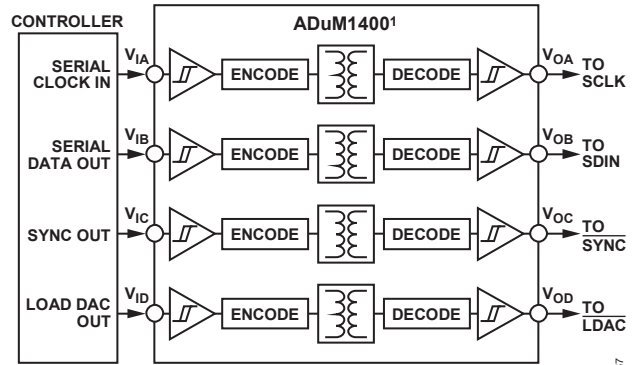 CONTROLLER
ADuM1400¹
SERIAL
CLOCK IN
V_IA
ENCODE
DECODE
V_OA
TO
SCLK
SERIAL
DATA OUT
V_IB
ENCODE
DECODE
V_OB
TO
SDIN
SYNC OUT
V_IC
ENCODE
DECODE
V_OC
TO
SYNC
LOAD DAC
OUT
V_ID
ENCODE
DECODE
V_OD
TO
LDAC